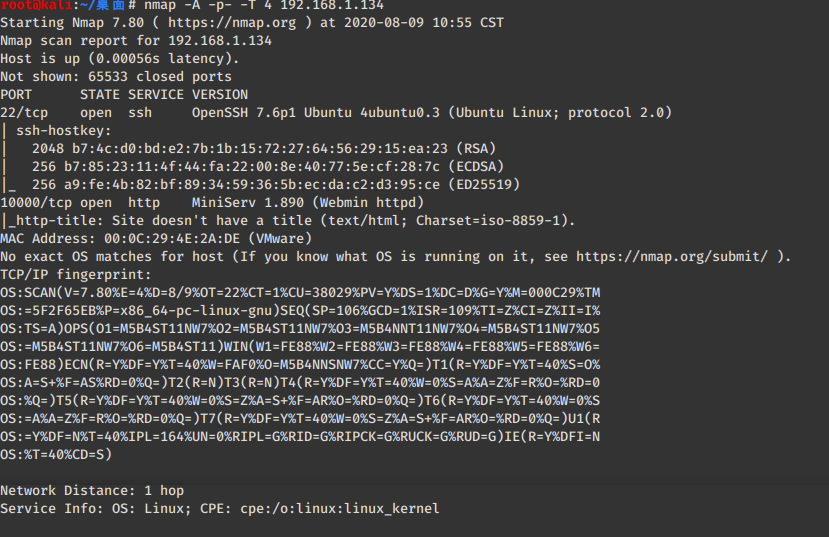 root@kali:~/桌面# nmap -A -p- -T 4 192.168.1.134
Starting Nmap 7.80 ( https://nmap.org ) at 2020-08-09 10:55 CST
Nmap scan report for 192.168.1.134
Host is up (0.00056s latency).
Not shown: 65533 closed ports
PORT      STATE SERVICE VERSION
22/tcp    open  ssh     OpenSSH 7.6p1 Ubuntu 4ubuntu0.3 (Ubuntu Linux; protocol 2.0)
| ssh-hostkey:
|   2048 b7:4c:d0:bd:e2:7b:1b:15:72:27:64:56:29:15:ea:23 (RSA)
|   256 b7:85:23:11:4f:44:fa:22:00:8e:40:77:5e:cf:28:7c (ECDSA)
|_  256 a9:fe:4b:82:bf:89:34:59:36:5b:ec:da:c2:d3:95:ce (ED25519)
10000/tcp open  http    MiniServ 1.890 (Webmin httpd)
|_http-title: Site doesn't have a title (text/html; Charset=iso-8859-1).
MAC Address: 00:0C:29:4E:2A:DE (VMware)
No exact OS matches for host (If you know what OS is running on it, see https://nmap.org/submit/ ).
TCP/IP fingerprint:
OS:SCAN(V=7.80%E=4%D=8/9%OT=22%CT=1%CU=38029%PV=Y%DS=1%DC=D%G=Y%M=000C29%TM
OS:=5F2F65EB%P=x86_64-pc-linux-gnu)SEQ(SP=106%GCD=1%ISR=109%TI=Z%CI=Z%II=I%
OS:TS=A)OPS(O1=M5B4ST11NW7%O2=M5B4ST11NW7%O3=M5B4NNT11NW7%O4=M5B4ST11NW7%O5
OS:=M5B4ST11NW7%O6=M5B4ST11)WIN(W1=FE88%W2=FE88%W3=FE88%W4=FE88%W5=FE88%W6=
OS:FE88)ECN(R=Y%DF=Y%T=40%W=FAF0%O=M5B4NNSNW7%CC=Y%Q=)T1(R=Y%DF=Y%T=40%S=O%
OS:A=S+%F=AS%RD=0%Q=)T2(R=N)T3(R=N)T4(R=Y%DF=Y%T=40%W=0%S=A%A=Z%F=R%O=%RD=0
OS:%Q=)T5(R=Y%DF=Y%T=40%W=0%S=Z%A=S+%F=AR%O=%RD=0%Q=)T6(R=Y%DF=Y%T=40%W=0%S
OS:=A%A=Z%F=R%O=%RD=0%Q=)T7(R=Y%DF=Y%T=40%W=0%S=Z%A=S+%F=AR%O=%RD=0%Q=)U1(R
OS:=Y%DF=N%T=40%IPL=164%UN=0%RIPL=G%RID=G%RIPCK=G%RUCK=G%RUD=G)IE(R=Y%DFI=N
OS:%T=40%CD=S)
Network Distance: 1 hop
Service Info: OS: Linux; CPE: cpe:/o:linux:linux_kernel